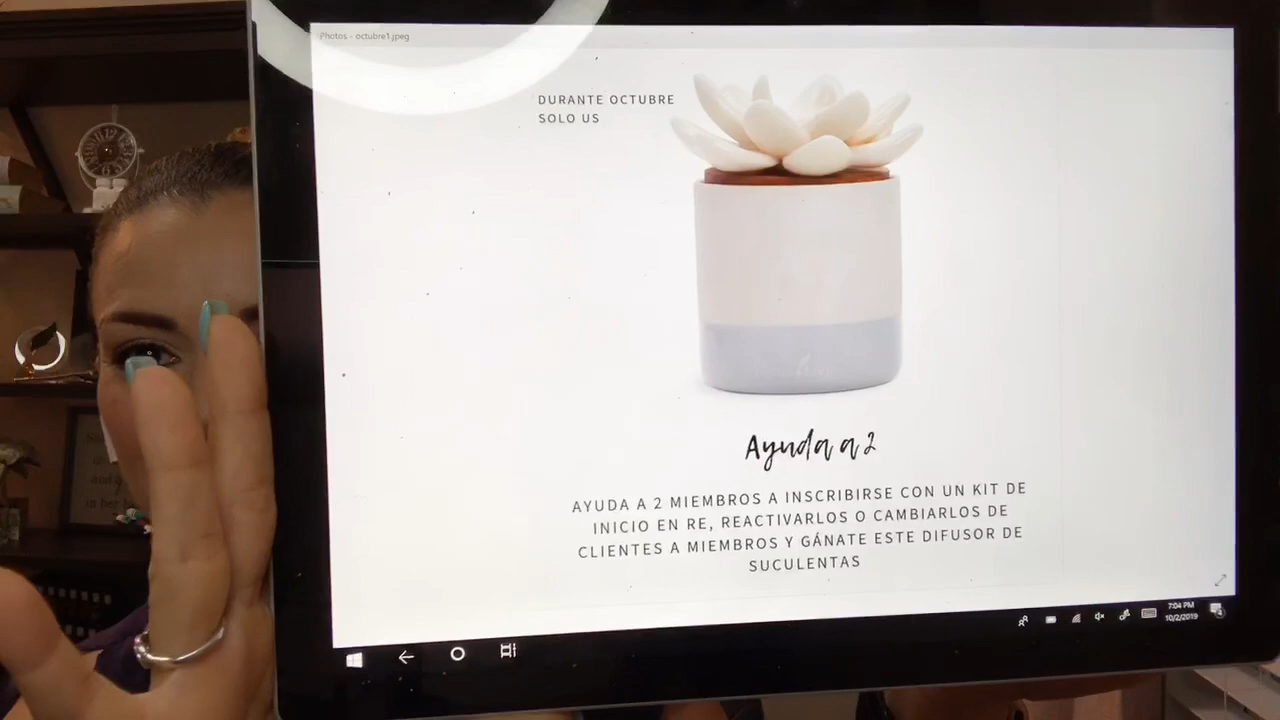 Photos - octubre1.jpeg
DURANTE OCTUBRE
SOLO US
Ayuda a 2
AYUDA A 2 MIEMBROS A INSCRIBIRSE CON UN KIT DE
INICIO EN RE, REACTIVARLOS O CAMBIARLOS DE
CLIENTES A MIEMBROS Y GÁNATE ESTE DIFUSOR DE
SUCULENTAS
7:04 PM
10/2/2019